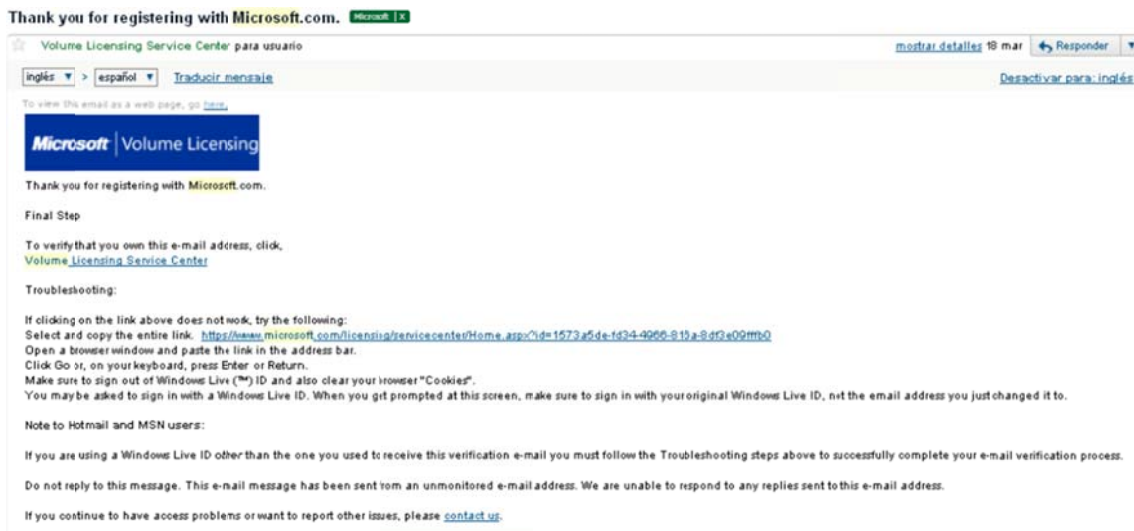 Thank you for registering with Microsoft.com. Microsoft | X
Volume Licensing Service Center para usuario mostrar detalles 18 mar Responder
inglés > español Traducir mensaje Desactivar para: inglés
To view this email as a web page, go here.
Microsoft | Volume Licensing
Thank you for registering with Microsoft.com.
Final Step
To verify that you own this e-mail address, click,
Volume Licensing Service Center
Troubleshooting:
If clicking on the link above does not work, try the following:
Select and copy the entire link.
Open a browser window and paste the link in the address bar.
Click Go or, on your keyboard, press Enter or Return.
Make sure to sign out of Windows Live (™) ID and also clear your browser "Cookies".
You may be asked to sign in with a Windows Live ID. When you get prompted at this screen, make sure to sign in with your original Windows Live ID, not the email address you just changed it to.
Note to Hotmail and MSN users:
If you are using a Windows Live ID other than the one you used to receive this verification e-mail you must follow the Troubleshooting steps above to successfully complete your e-mail verification process.
Do not reply to this message. This e-mail message has been sent from an unmonitored e-mail address. We are unable to respond to any replies sent to this e-mail address.
If you continue to have access problems or want to report other issues, please contact us.